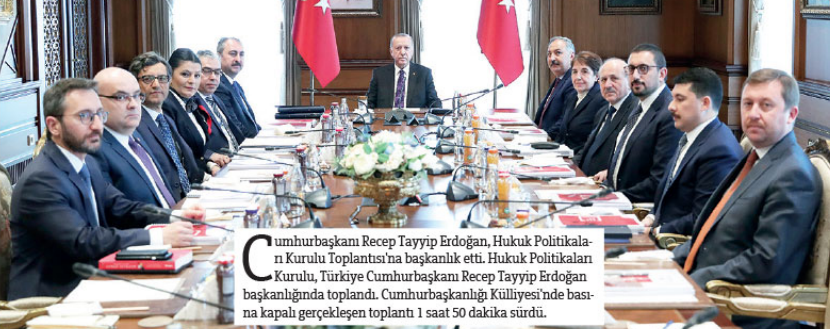 Cumhurbaşkanı Recep Tayyip Erdoğan, Hukuk Politikala-
rı Kurulu Toplantısı'na başkanlık etti. Hukuk Politikaları
Kurulu, Türkiye Cumhurbaşkanı Recep Tayyip Erdoğan
başkanlığında toplandı. Cumhurbaşkanlığı Külliyesi'nde bası-
na kapalı gerçekleşen toplantı 1 saat 50 dakika sürdü.